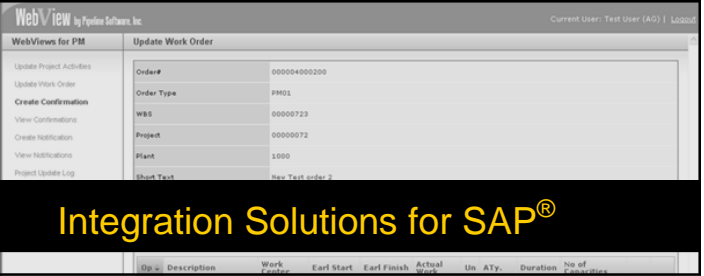 WebView by Pipeline Software, Inc.
Current User: Test User (AG) | Logout
WebViews for PM
Update Work Order
Update Project Activities
Update Work Order
Create Confirmation
View Confirmations
Create Notification
View Notifications
Project Update Log
Order# 000004000200
Order Type PM01
WBS 00000723
Project 00000072
Plant 1000
Short Text New Test order 2
Integration Solutions for SAP®
Op Description Work Center Earl Start Earl Finish Actual Work Un ATy. Duration No of Capacities